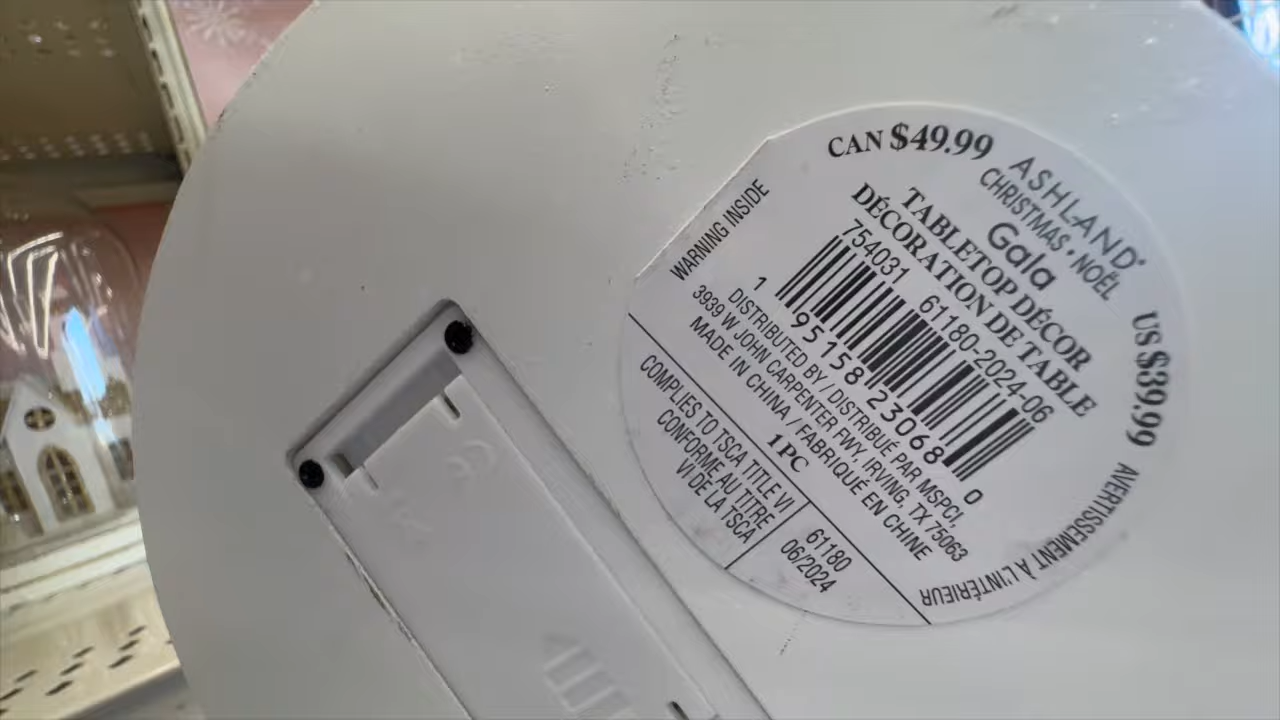 CAN $49.99
ASHLAND®
CHRISTMAS • NOËL
Gala
TABLETOP DÉCOR
DÉCORATION DE TABLE
754031 61180-2024-06
1 95158 23068 0
DISTRIBUTED BY / DISTRIBUÉ PAR MSPCI,
3939 W JOHN CARPENTER FWY, IRVING, TX 75063
MADE IN CHINA / FABRIQUÉ EN CHINE
1PC
WARNING INSIDE
US $39.99
AVERTISSEMENT À L'INTÉRIEUR
COMPLIES TO TSCA TITLE VI
CONFORME AU TITRE
VI DE LA TSCA
61180
06/2024